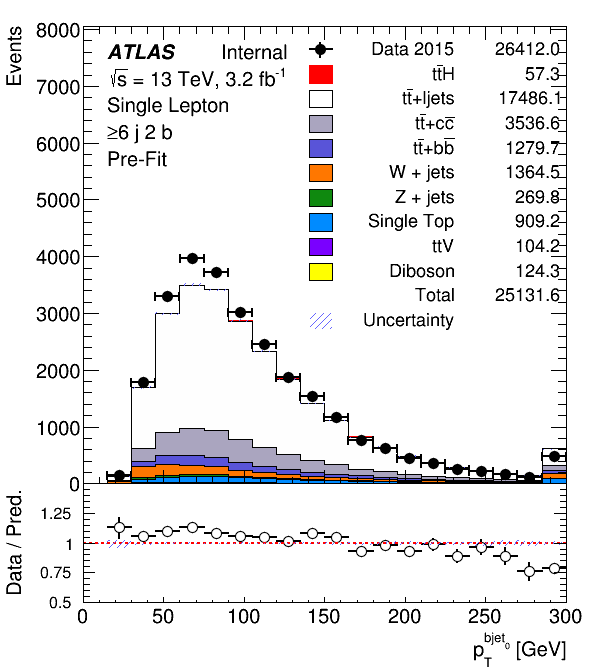 Events
8000
7000
6000
5000
4000
3000
2000
1000
0
ATLAS Internal
√s = 13 TeV, 3.2 fb⁻¹
Single Lepton
≥6 j 2 b
Pre-Fit
Data 2015 26412.0
tt̄H 57.3
tt̄+ljets 17486.1
tt̄+cc̄ 3536.6
tt̄+bb̄ 1279.7
W + jets 1364.5
Z + jets 269.8
Single Top 909.2
ttV 104.2
Diboson 124.3
Total 25131.6
Uncertainty
Data / Pred.
1.25
1
0.75
0.5
0 50 100 150 200 250 300
p_T^bjet₀ [GeV]